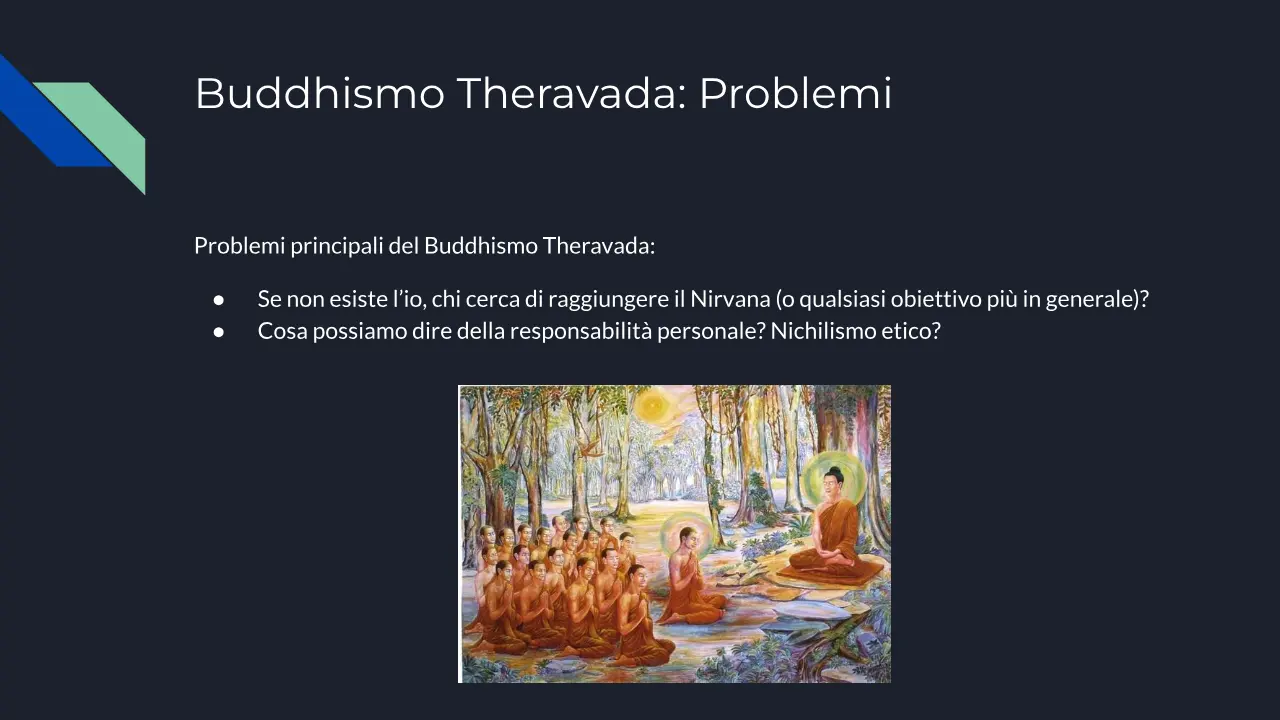 Buddhismo Theravada: Problemi
Problemi principali del Buddhismo Theravada:
● Se non esiste l’io, chi cerca di raggiungere il Nirvana (o qualsiasi obiettivo più in generale)?
● Cosa possiamo dire della responsabilità personale? Nichilismo etico?